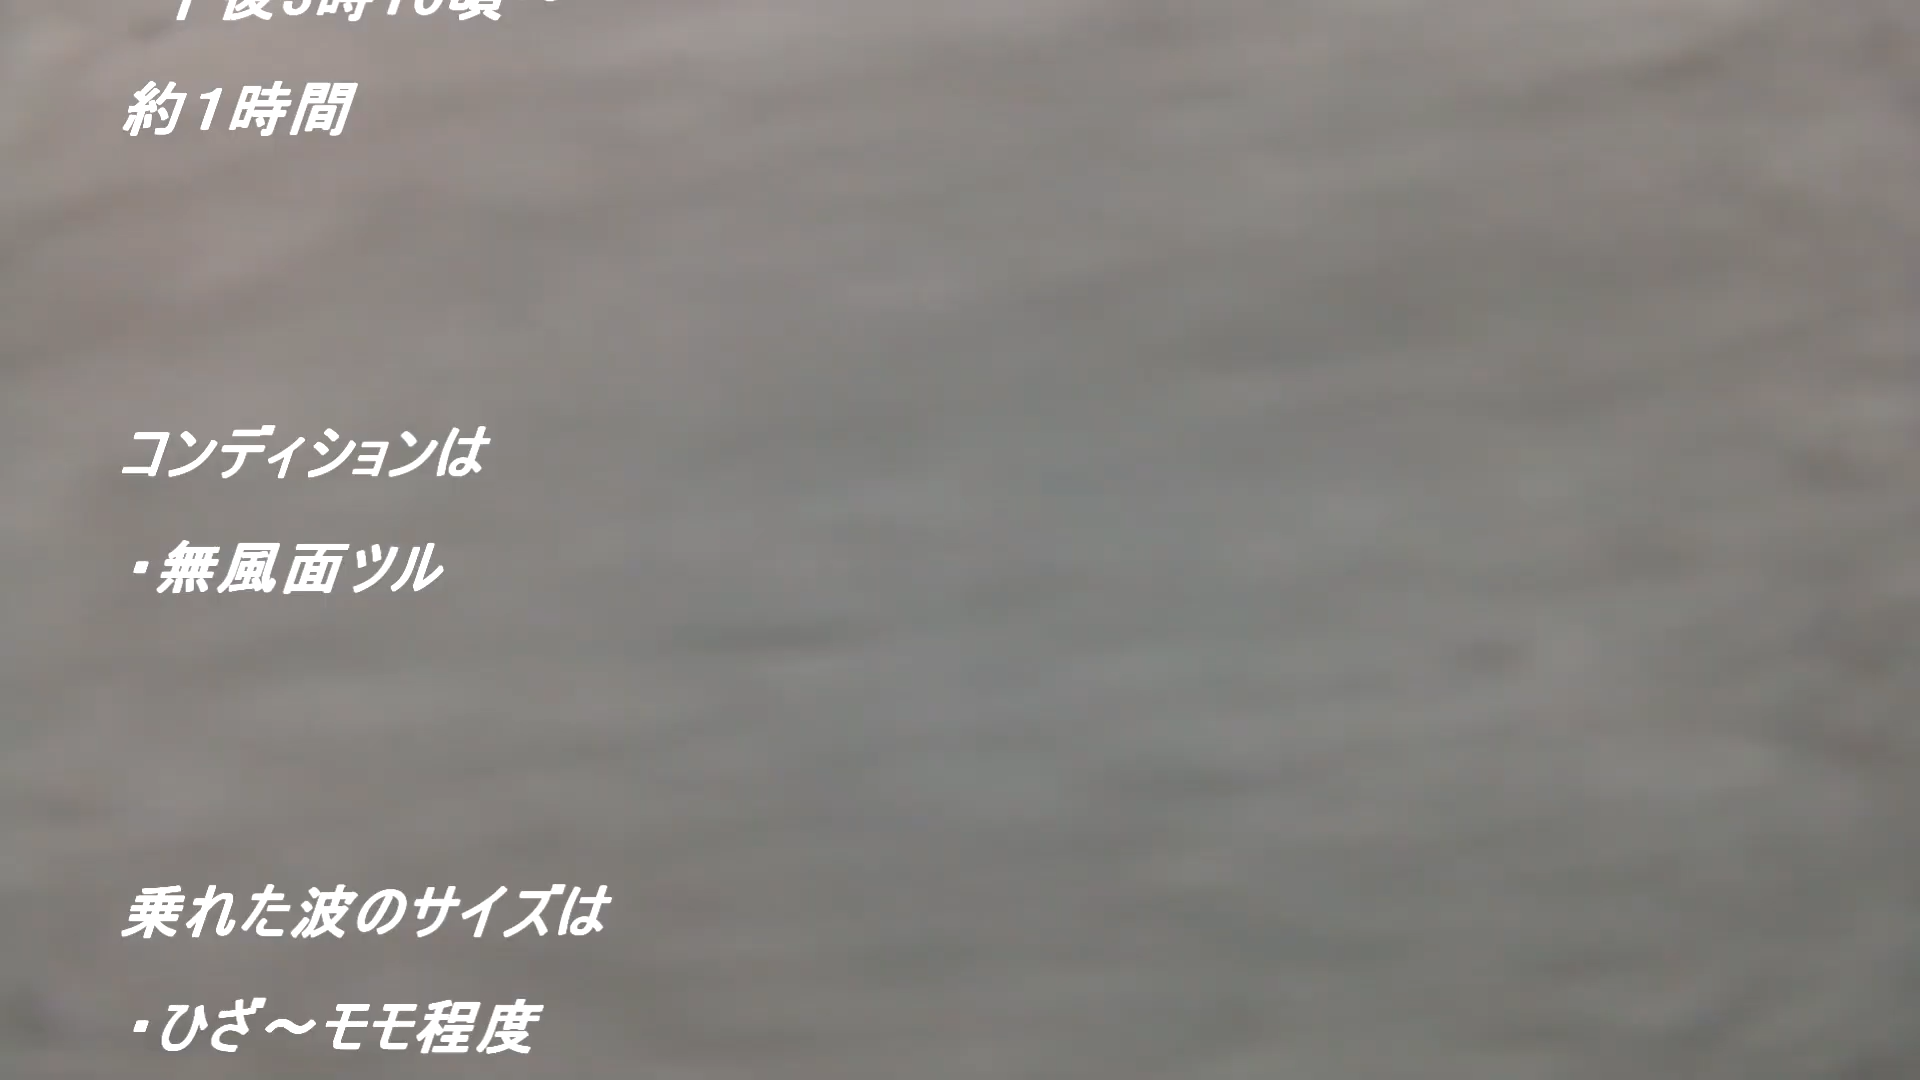 約1時間
コンディションは
・無風面ツル
乗れた波のサイズは
・ひざ～モモ程度